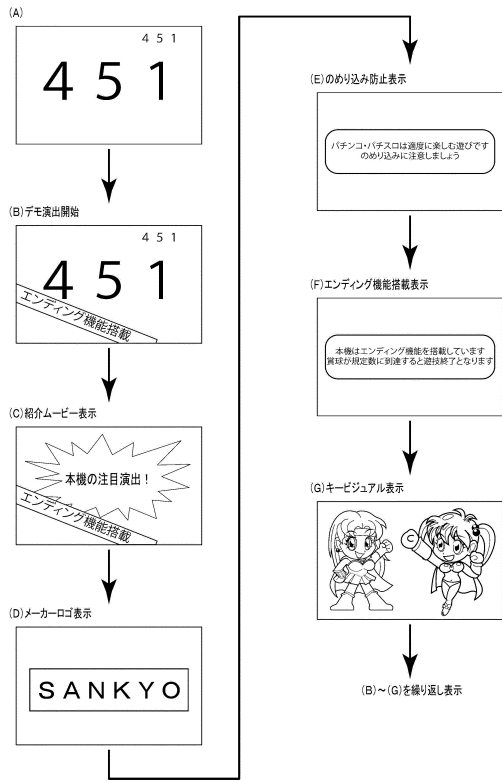 (A)
4 5 1
4 5 1
(B)デモ演出開始
4 5 1
4 5 1
エンディング機能搭載
(C)紹介ムービー表示
本機の注目演出！
エンディング機能搭載
(D)メーカーロゴ表示
SANKYO
(E)のめり込み防止表示
パチンコ・パチスロは適度に楽しむ遊びです
のめり込みに注意しましょう
(F)エンディング機能搭載表示
本機はエンディング機能を搭載しています
賞球が規定数に到達すると遊技終了となります
(G)キービジュアル表示
C
(B)～(G)を繰り返し表示